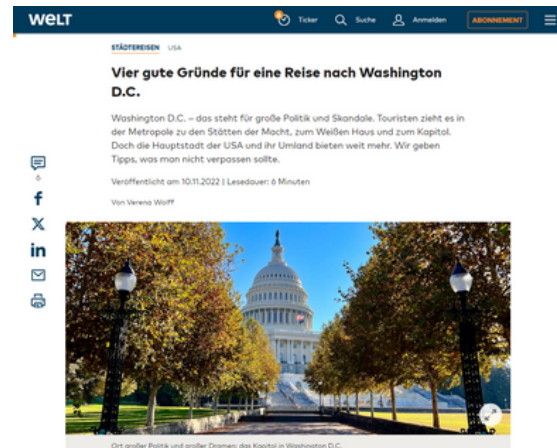 WELT
Ticker
Suche
Anmelden
ABONNEMENT
STÄDTEREISEN USA
Vier gute Gründe für eine Reise nach Washington
D.C.
Washington D.C. – das steht für große Politik und Skandale. Touristen zieht es in
der Metropole zu den Stätten der Macht, zum Weißen Haus und zum Kapitol.
Doch die Hauptstadt der USA und ihr Umland bieten weit mehr. Wir geben
Tipps, was man nicht verpassen sollte.
Veröffentlicht am 10.11.2022 | Lesedauer: 6 Minuten
Von Verena Wolff
6
Ort großer Politik und großer Dramen: das Kapitol in Washington D.C.